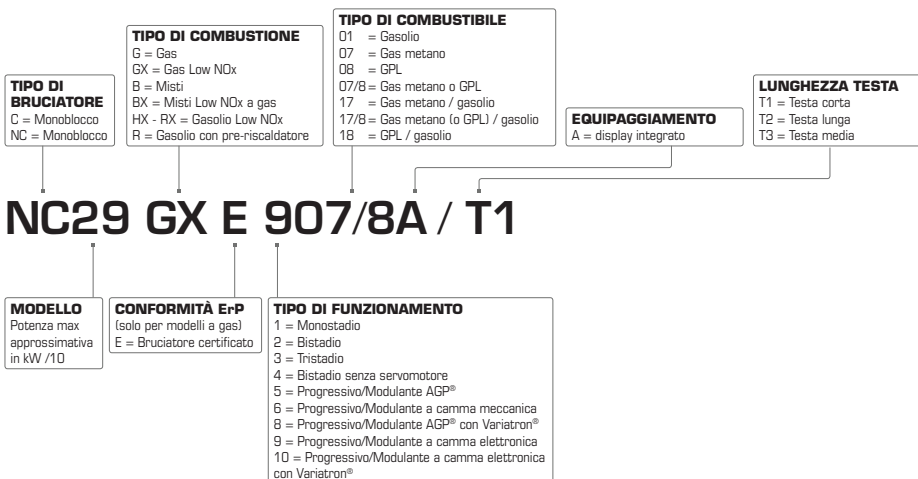 TIPO DI
BRUCIATORE
C = Monoblocco
NC = Monoblocco
TIPO DI COMBUSTIONE
G = Gas
GX = Gas Low NOx
B = Misti
BX = Misti Low NOx a gas
HX - RX = Gasolio Low NOx
R = Gasolio con pre-riscaldatore
TIPO DI COMBUSTIBILE
01 = Gasolio
07 = Gas metano
08 = GPL
07/8 = Gas metano o GPL
17 = Gas metano / gasolio
17/8 = Gas metano (o GPL) / gasolio
18 = GPL / gasolio
EQUIPAGGIAMENTO
A = display integrato
LUNGHEZZA TESTA
T1 = Testa corta
T2 = Testa lunga
T3 = Testa media
NC29 GX E 907/8A / T1
MODELLO
Potenza max
approssimativa
in kW /10
CONFORMITÀ ErP
(solo per modelli a gas)
E = Bruciatore certificato
TIPO DI FUNZIONAMENTO
1 = Monostadio
2 = Bistadio
3 = Tristadio
4 = Bistadio senza servomotore
5 = Progressivo/Modulante AGP®
6 = Progressivo/Modulante a camma meccanica
8 = Progressivo/Modulante AGP® con Variatron®
9 = Progressivo/Modulante a camma elettronica
10 = Progressivo/Modulante a camma elettronica
con Variatron®